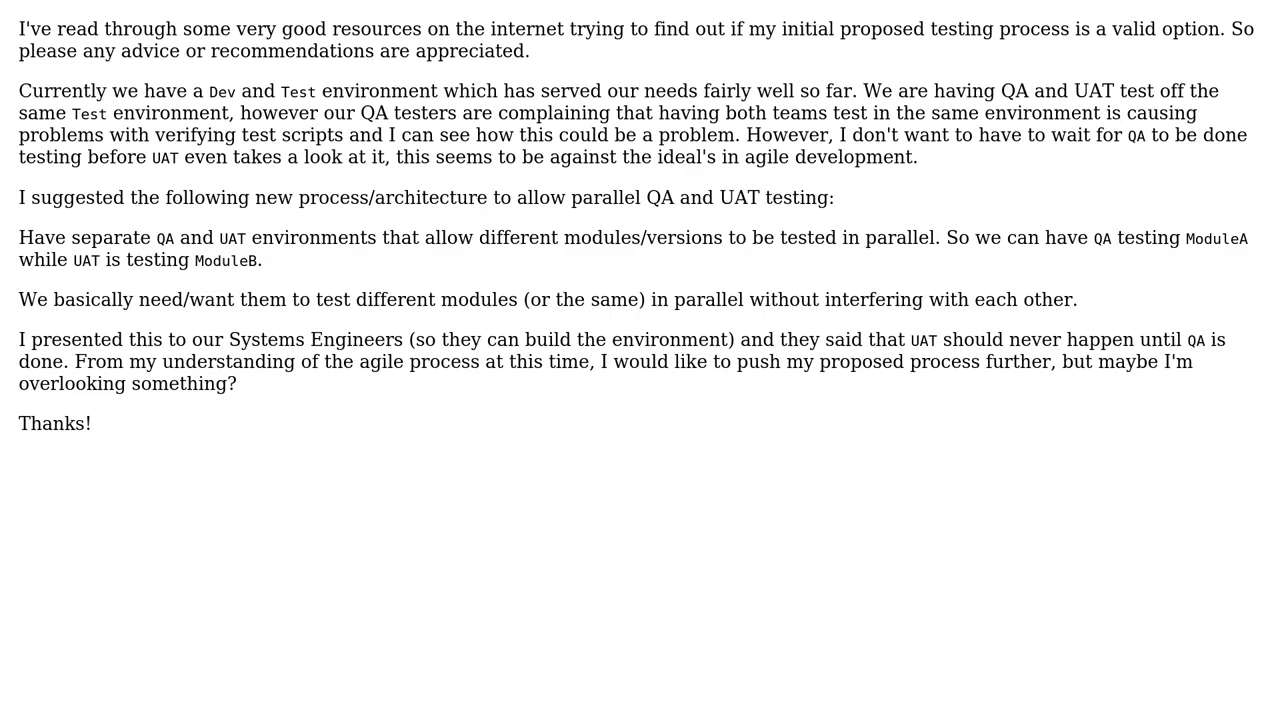 I've read through some very good resources on the internet trying to find out if my initial proposed testing process is a valid option. So
please any advice or recommendations are appreciated.
Currently we have a Dev and Test environment which has served our needs fairly well so far. We are having QA and UAT test off the
same Test environment, however our QA testers are complaining that having both teams test in the same environment is causing
problems with verifying test scripts and I can see how this could be a problem. However, I don't want to have to wait for QA to be done
testing before UAT even takes a look at it, this seems to be against the ideal's in agile development.
I suggested the following new process/architecture to allow parallel QA and UAT testing:
Have separate QA and UAT environments that allow different modules/versions to be tested in parallel. So we can have QA testing ModuleA
while UAT is testing ModuleB.
We basically need/want them to test different modules (or the same) in parallel without interfering with each other.
I presented this to our Systems Engineers (so they can build the environment) and they said that UAT should never happen until QA is
done. From my understanding of the agile process at this time, I would like to push my proposed process further, but maybe I'm
overlooking something?
Thanks!